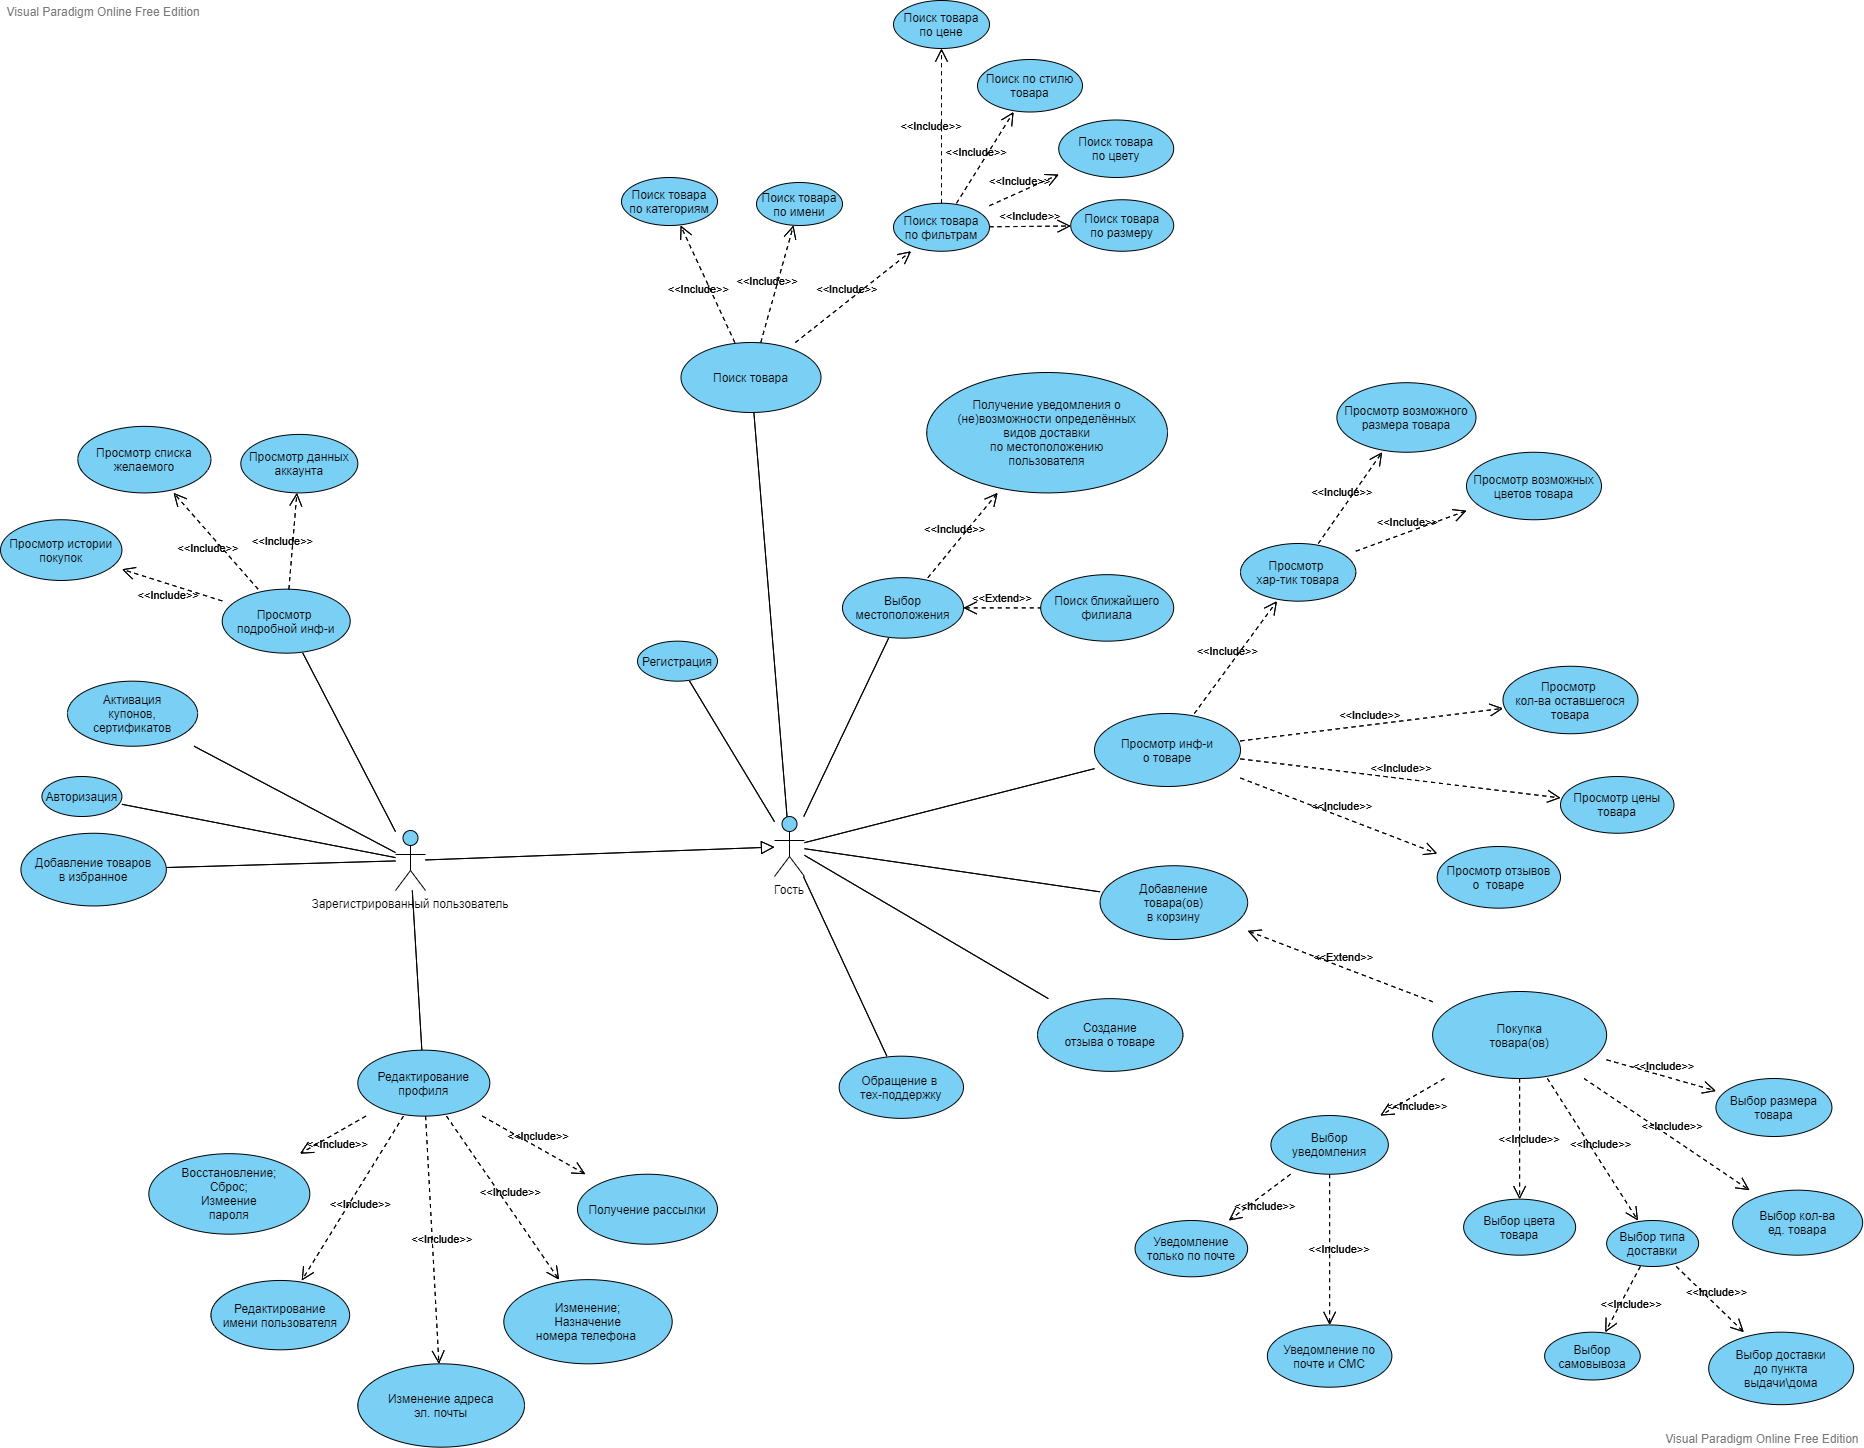 Visual Paradigm Online Free Edition
Поиск товара
по цене
Поиск по стилю
товара
<<Include>>
<<Include>>
Поиск товара
по цвету
<<Include>>
Поиск товара
по категориям
Поиск товара
по имени
Поиск товара
по фильтрам
<<Include>>
Поиск товара
по размеру
<<Include>>
<<Include>>
<<Include>>
Поиск товара
Получение уведомления о
(не)возможности определённых
видов доставки
по местоположению
пользователя
Просмотр возможного
размера товара
Просмотр списка
желаемого
Просмотр данных
аккаунта
Просмотр возможных
цветов товара
<<Include>>
<<Include>>
<<Include>>
Просмотр истории
покупок
<<Include>>
<<Include>>
<<Include>>
Просмотр
хар-тик товара
Просмотр
подробной инф-и
Выбор
местоположения
<<Extend>>
Поиск ближайшего
филиала
Регистрация
<<Include>>
Активация
купонов,
сертификатов
Просмотр
кол-ва оставшегося
товара
<<Include>>
Просмотр инф-и
о товаре
<<Include>>
Авторизация
Просмотр цены
товара
<<Include>>
Добавление товаров
в избранное
Просмотр отзывов
о  товаре
Зарегистрированный пользователь
Гость
Добавление
товара(ов)
в корзину
<<Extend>>
Покупка
товара(ов)
Создание
отзыва о товаре
Обращение в
тех-поддержку
Редактирование
профиля
<<Include>>
Выбор размера
товара
<<Include>>
<<Include>>
<<Include>>
<<Include>>
<<Include>>
<<Include>>
Выбор
уведомления
Восстановление;
Сброс;
Измеение
пароля
<<Include>>
<<Include>>
<<Include>>
Получение рассылки
Выбор цвета
товара
Выбор кол-ва
ед. товара
Выбор типа
доставки
<<Include>>
Уведомление
только по почте
<<Include>>
Редактирование
имени пользователя
Изменение;
Назначение
номера телефона
<<Include>>
<<Include>>
Уведомление по
почте и СМС
Выбор
самовывоза
Выбор доставки
до пункта
выдачи\дома
Изменение адреса
эл. почты
Visual Paradigm Online Free Edition